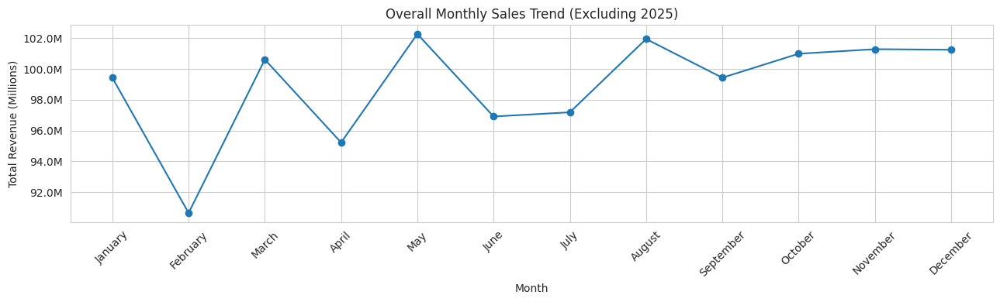 Overall Monthly Sales Trend (Excluding 2025)
Total Revenue (Millions)
102.0M
100.0M
98.0M
96.0M
94.0M
92.0M
January
February
March
April
May
June
July
August
September
October
November
December
Month